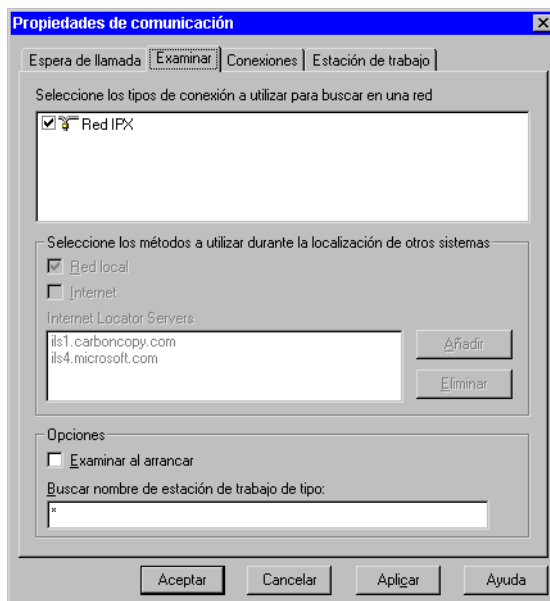 Propiedades de comunicación
Espera de llamada Examinar Conexiones Estación de trabajo
Seleccione los tipos de conexión a utilizar para buscar en una red
Red IPX
Seleccione los métodos a utilizar durante la localización de otros sistemas
Red local
Internet
Internet Locator Servers
ils1.carboncopy.com
ils4.microsoft.com
Añadir
Eliminar
Opciones
Examinar al arrancar
Buscar nombre de estación de trabajo de tipo:
*
Aceptar Cancelar Aplicar Ayuda